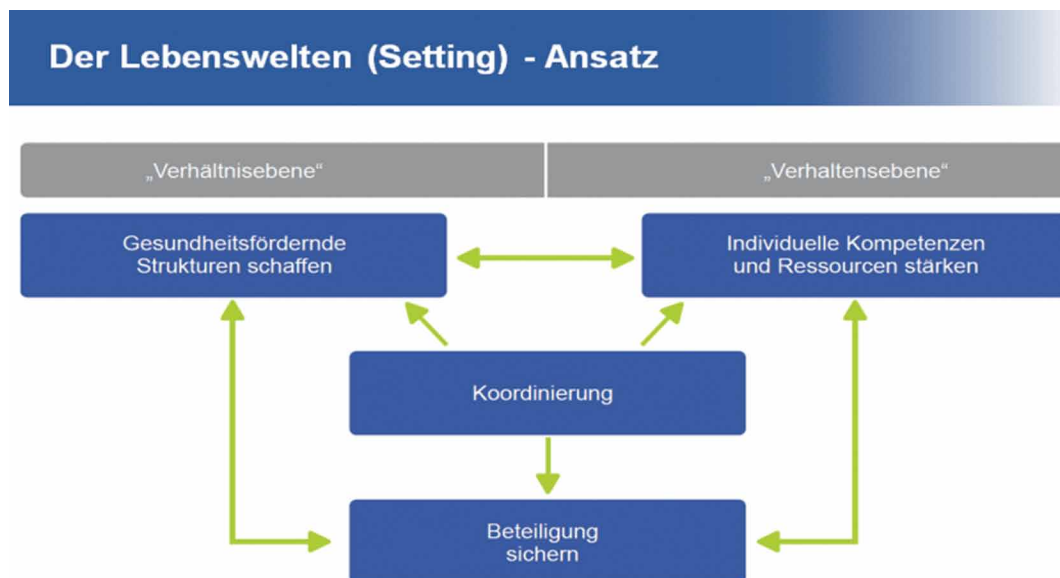 Der Lebenswelten (Setting) - Ansatz
„Verhältnisebene“
„Verhaltensebene“
Gesundheitsfördernde
Strukturen schaffen
Individuelle Kompetenzen
und Ressourcen stärken
Koordinierung
Beteiligung
sichern